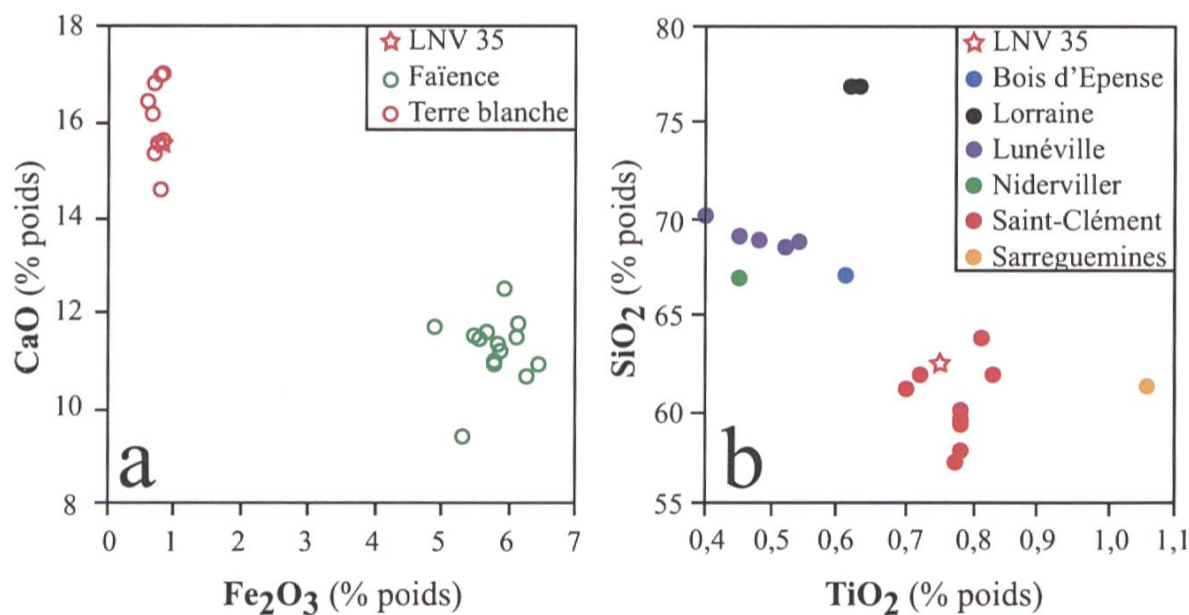 18
16
14
12
10
8
CaO (% poids)
LNV 35
Faïence
Terre blanche
a
0 1 2 3 4 5 6 7
Fe2O3 (% poids)
80
75
70
65
60
55
SiO2 (% poids)
LNV 35
Bois d'Epense
Lorraine
Lunéville
Niderviller
Saint-Clément
Sarreguemines
b
0,4 0,5 0,6 0,7 0,8 0,9 1,0 1,1
TiO2 (% poids)